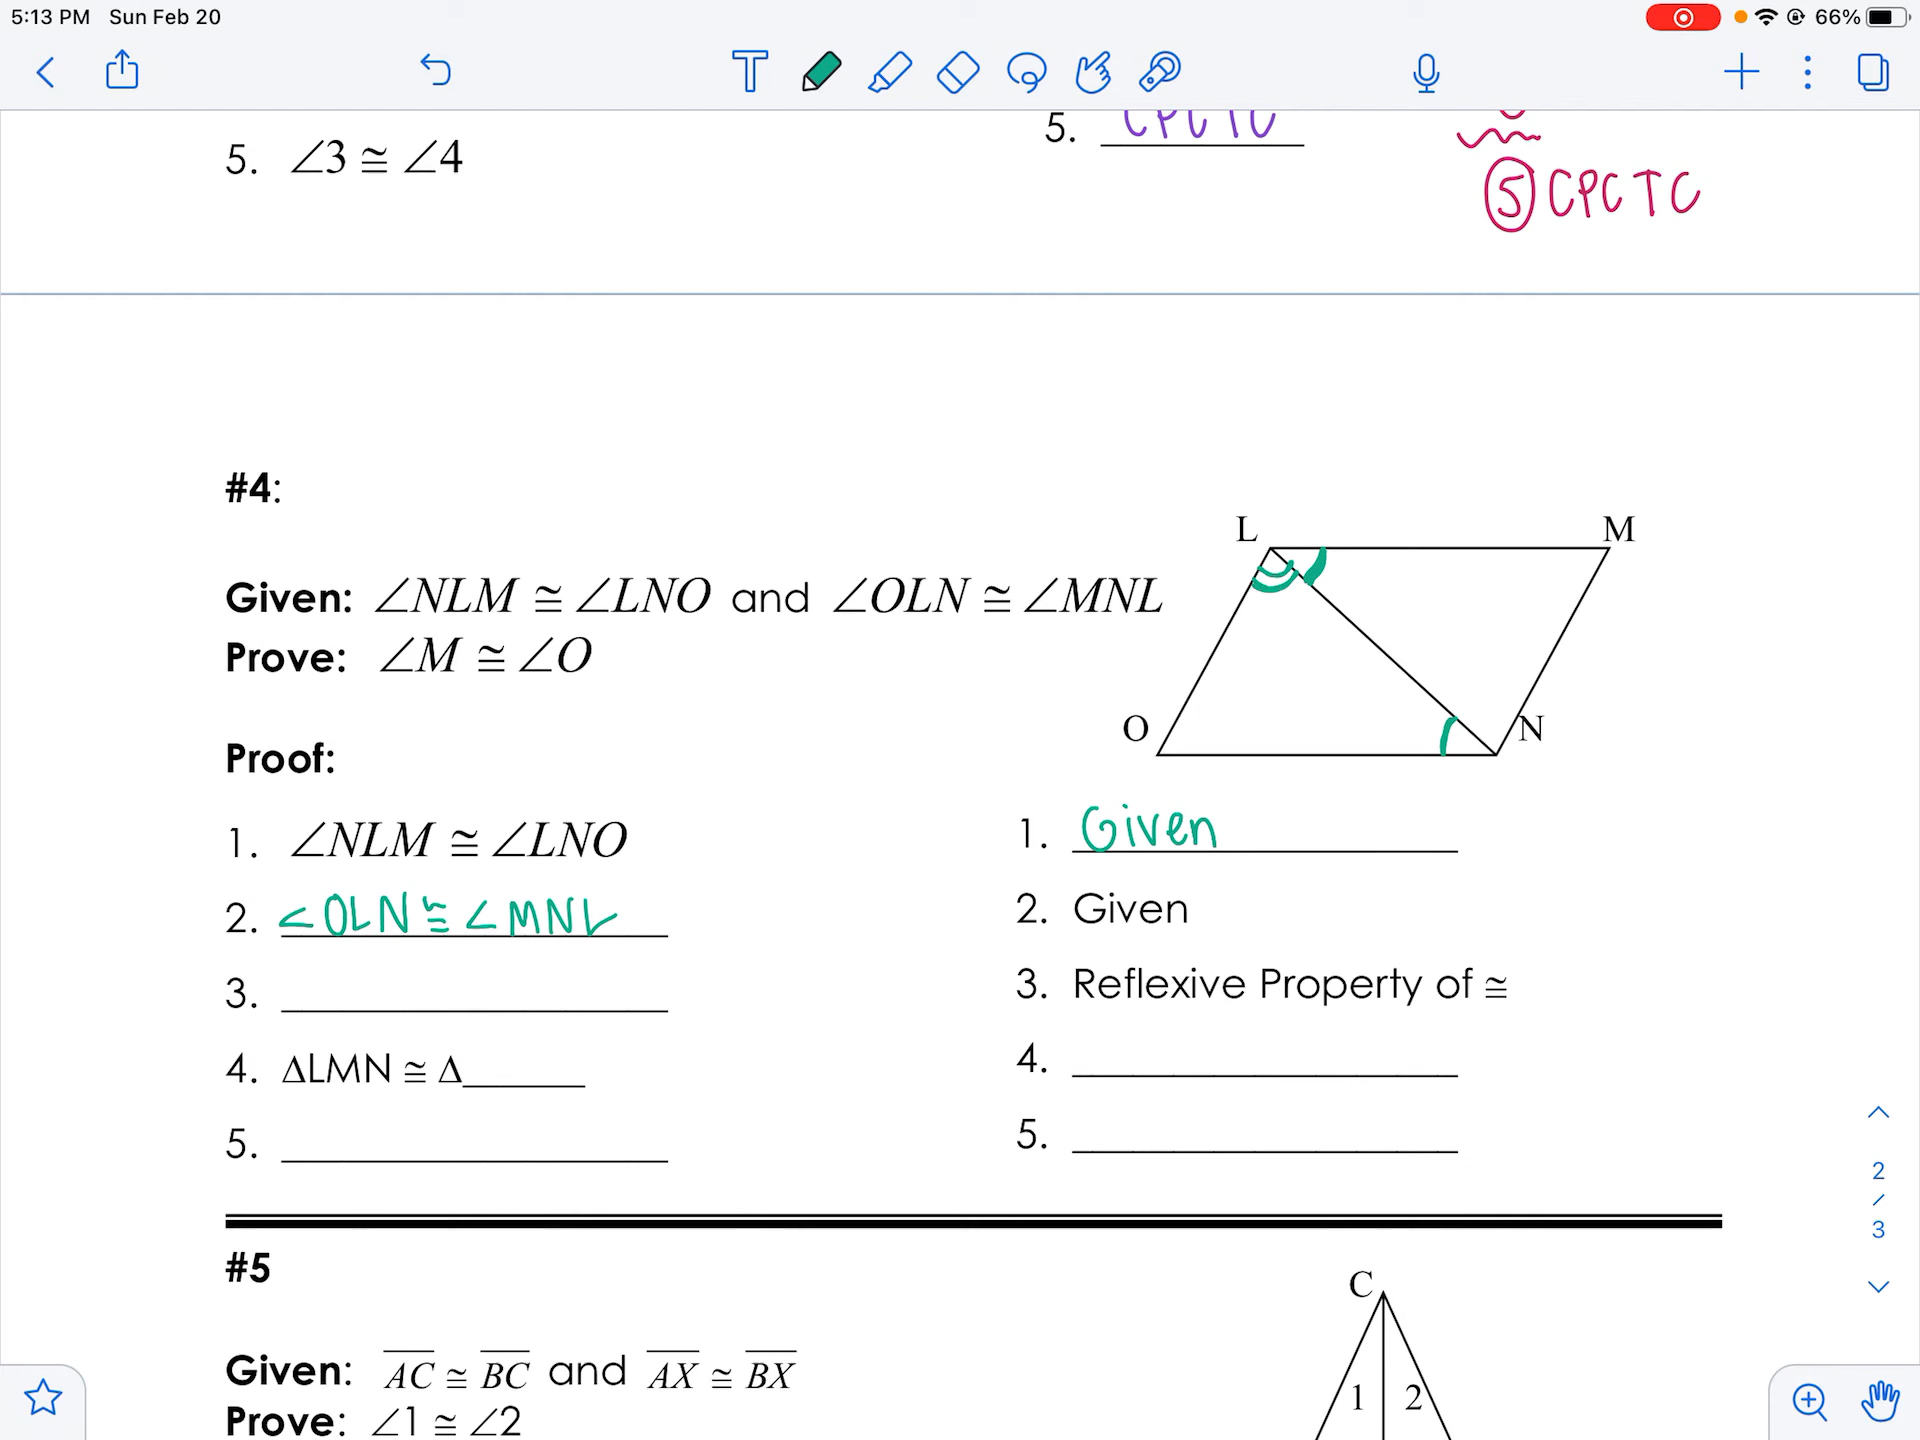 5:13 PM Sun Feb 20 66%
5. ∠3 ≅ ∠4 5. CPCTC
⑤ CPCTC
#4:
L M
Given: ∠NLM ≅ ∠LNO and ∠OLN ≅ ∠MNL
Prove: ∠M ≅ ∠O
O N
Proof:
1. ∠NLM ≅ ∠LNO 1. Given
2. ∠OLN ≅ ∠MNL 2. Given
3. 3. Reflexive Property of ≅
4. ΔLMN ≅ Δ 4.
5. 5.
2
/
3
#5
C
Given: AC ≅ BC and AX ≅ BX
1 2
Prove: ∠1 ≅ ∠2